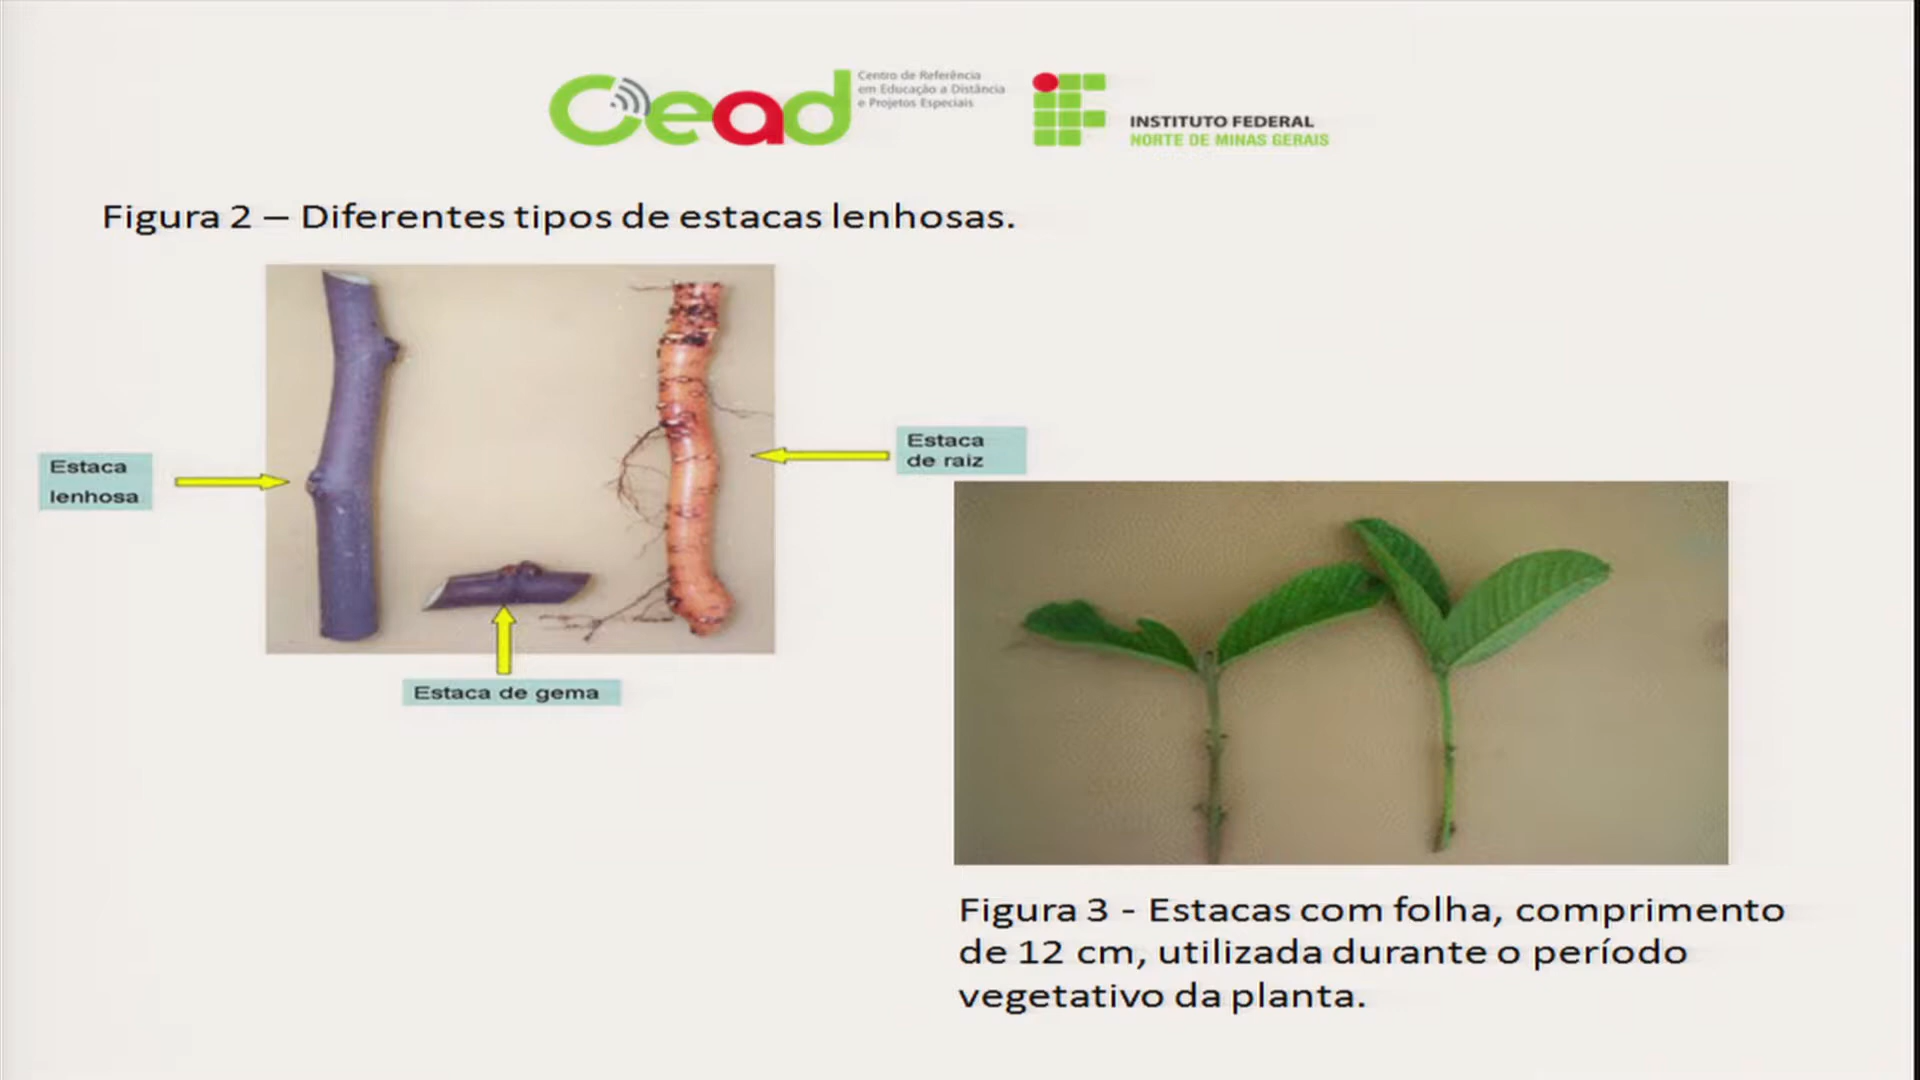 Cead
Centro de Referência
em Educação a Distância
e Projetos Especiais
IF
INSTITUTO FEDERAL
NORTE DE MINAS GERAIS
Figura 2 – Diferentes tipos de estacas lenhosas.
Estaca
lenhosa
Estaca
de raiz
Estaca de gema
Figura 3 - Estacas com folha, comprimento
de 12 cm, utilizada durante o período
vegetativo da planta.